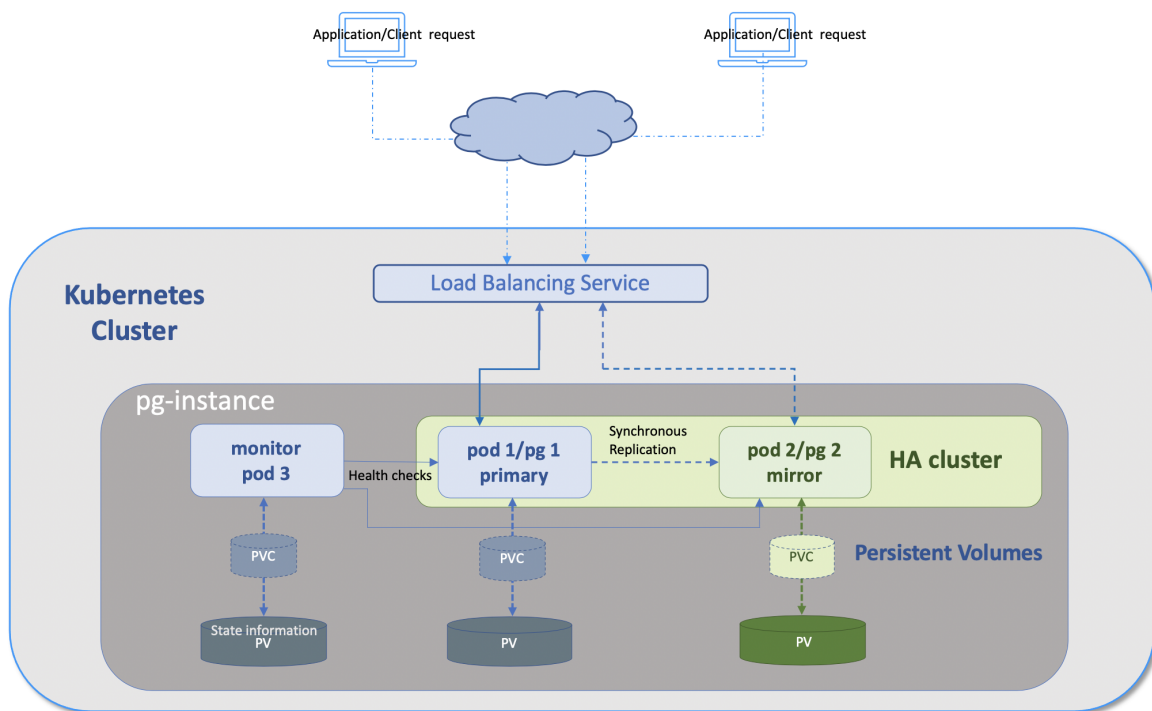 Application/Client request
Application/Client request
Load Balancing Service
Kubernetes
Cluster
pg-instance
monitor
pod 3
Health checks
pod 1/pg 1
primary
Synchronous
Replication
pod 2/pg 2
mirror
HA cluster
PVC
PVC
PVC
Persistent Volumes
State information
PV
PV
PV